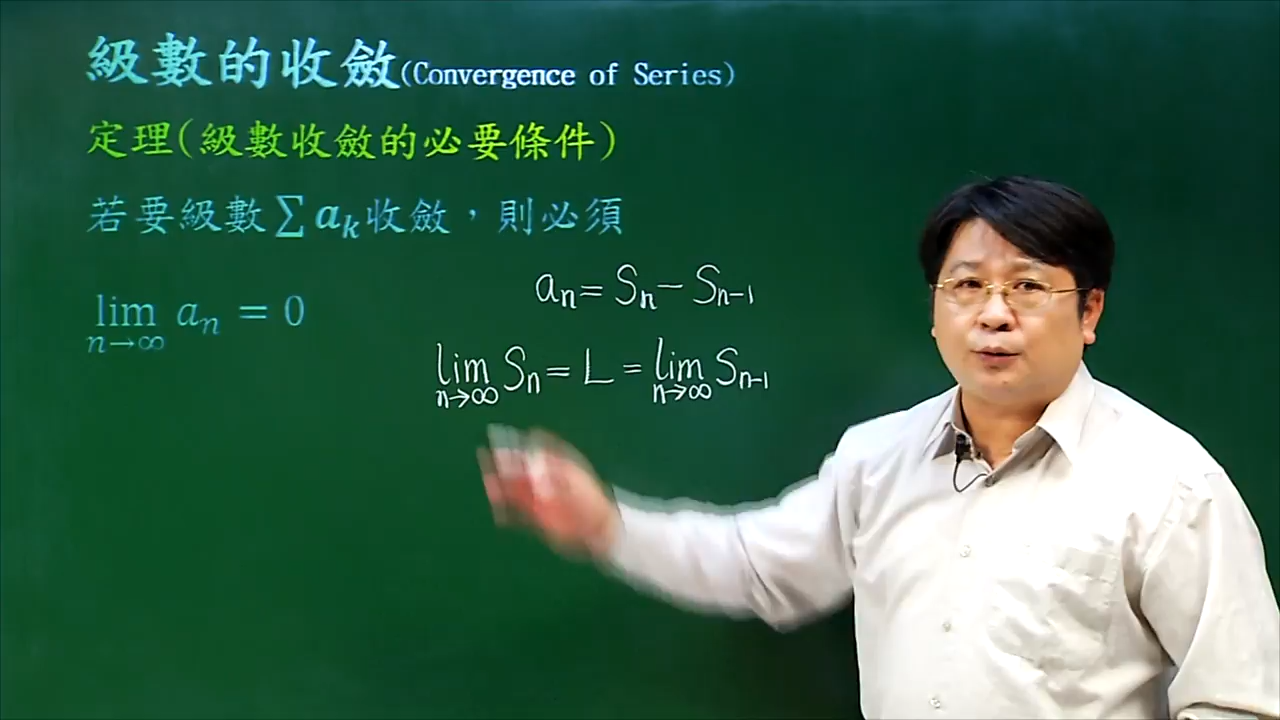 級數的收斂(Convergence of Series)
定理(級數收斂的必要條件)
若要級數∑aₖ收斂，則必須
lim n→∞ aₙ = 0
aₙ = Sₙ − Sₙ₋₁
lim n→∞ Sₙ = L = lim n→∞ Sₙ₋₁